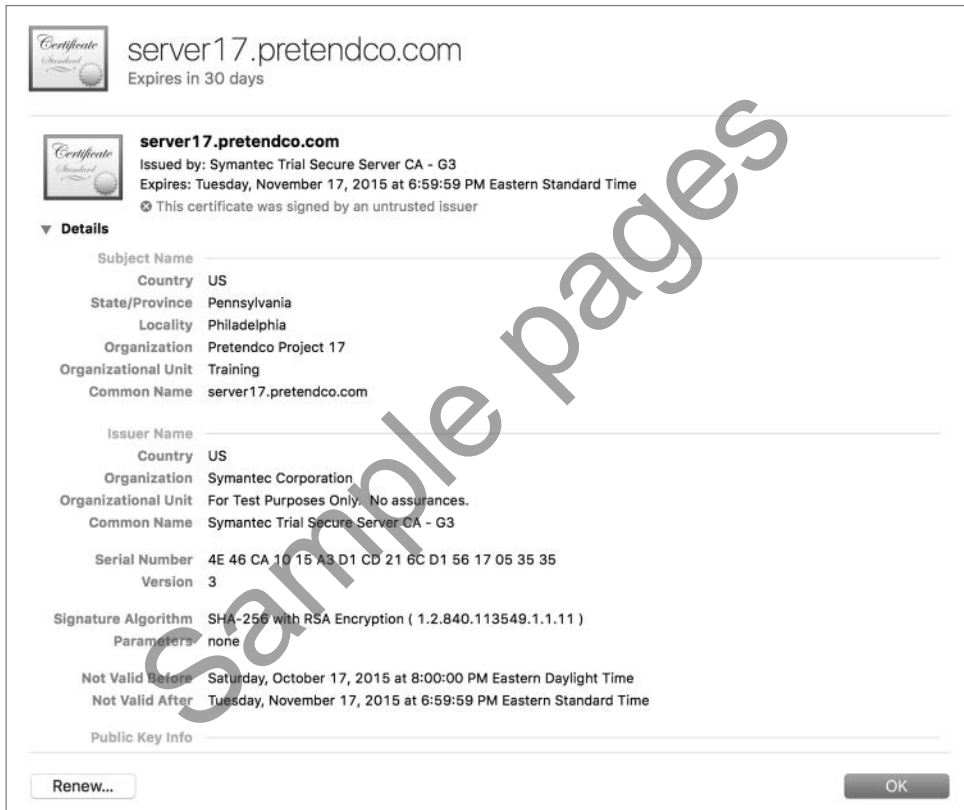 Certificate
Standard
server17.pretendco.com
Expires in 30 days
Certificate
Standard
server17.pretendco.com
Issued by: Symantec Trial Secure Server CA - G3
Expires: Tuesday, November 17, 2015 at 6:59:59 PM Eastern Standard Time
This certificate was signed by an untrusted issuer
Details
Subject Name
Country US
State/Province Pennsylvania
Locality Philadelphia
Organization Pretendco Project 17
Organizational Unit Training
Common Name server17.pretendco.com
Issuer Name
Country US
Organization Symantec Corporation
Organizational Unit For Test Purposes Only. No assurances.
Common Name Symantec Trial Secure Server CA - G3
Serial Number 4E 46 CA 10 15 A3 D1 CD 21 6C D1 56 17 05 35 35
Version 3
Signature Algorithm SHA-256 with RSA Encryption ( 1.2.840.113549.1.1.11 )
Parameters none
Not Valid Before Saturday, October 17, 2015 at 8:00:00 PM Eastern Daylight Time
Not Valid After Tuesday, November 17, 2015 at 6:59:59 PM Eastern Standard Time
Public Key Info
Renew...
OK
Sample pages